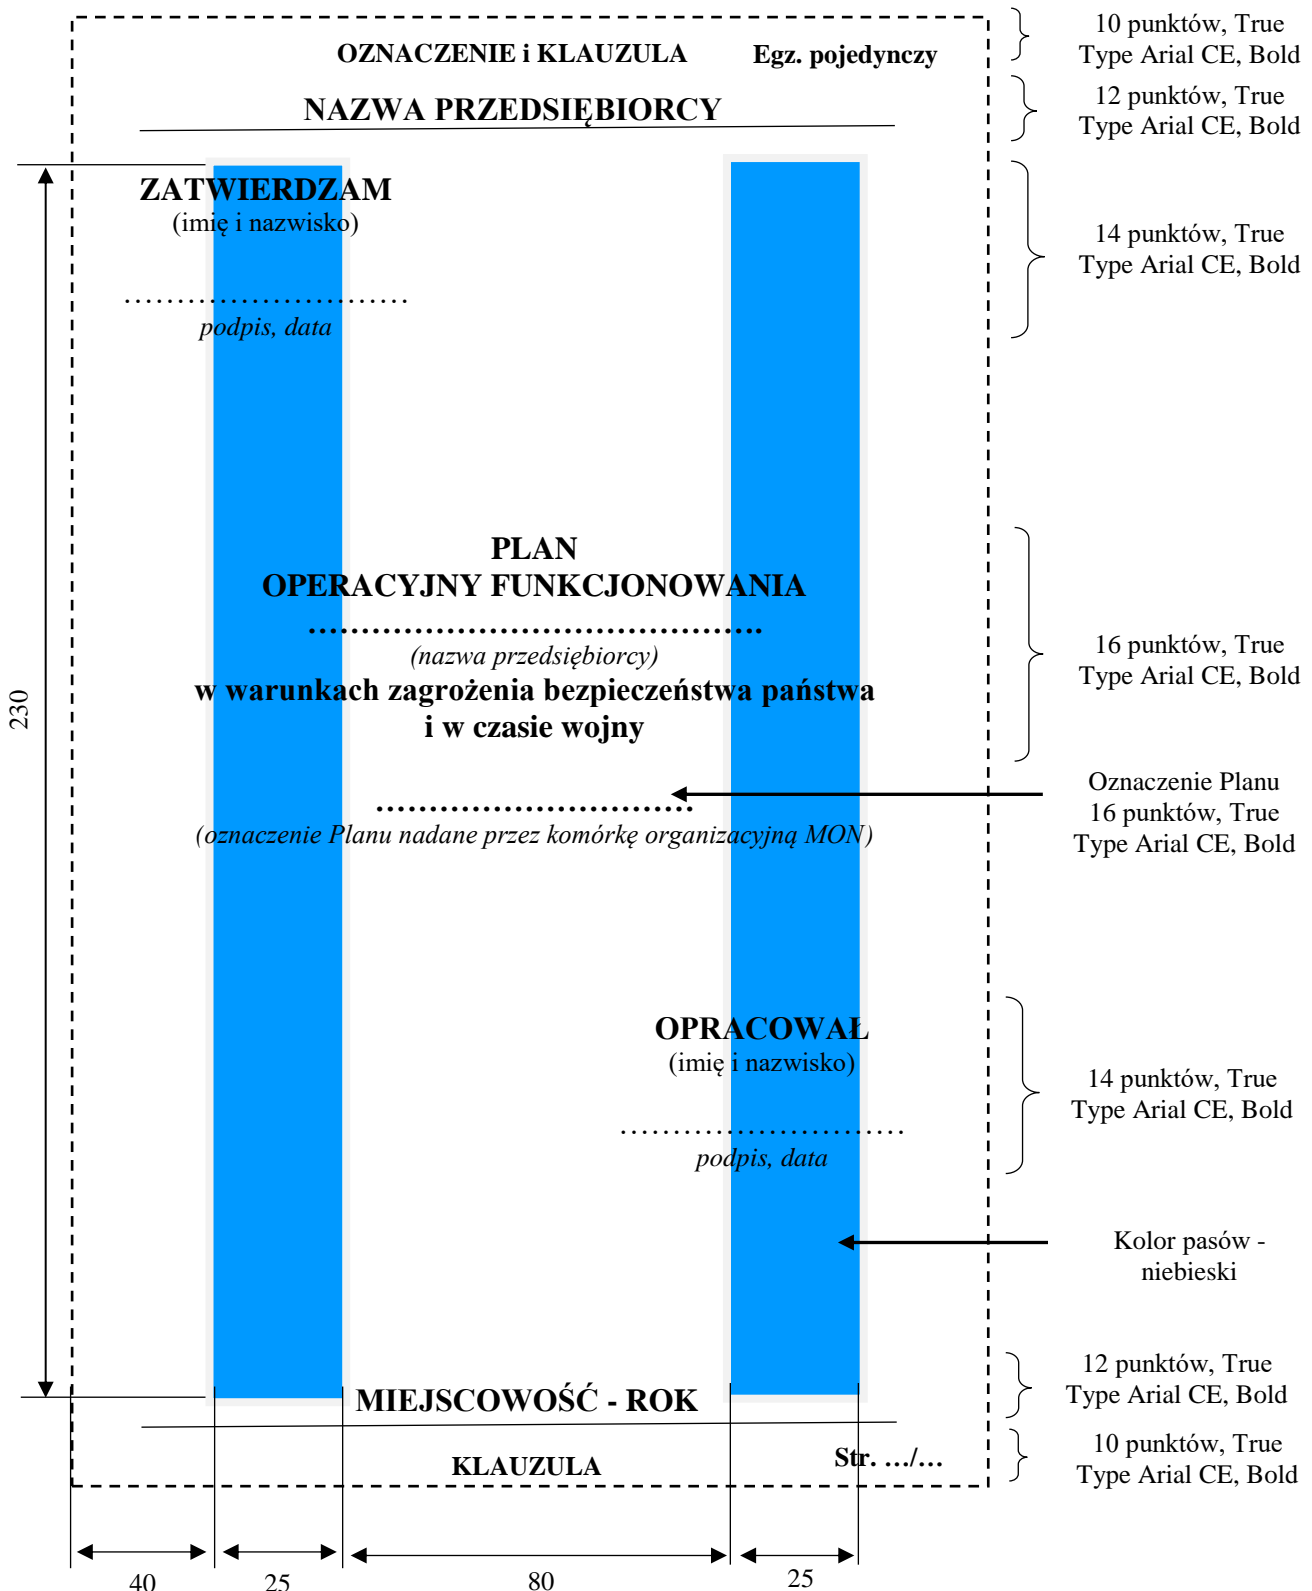 OZNACZENIE i KLAUZULA Egz. pojedynczy
10 punktów, True
Type Arial CE, Bold
NAZWA PRZEDSIĘBIORCY
12 punktów, True
Type Arial CE, Bold
ZATWIERDZAM
(imię i nazwisko)
..............................
podpis, data
14 punktów, True
Type Arial CE, Bold
PLAN
OPERACYJNY FUNKCJONOWANIA
................................................
(nazwa przedsiębiorcy)
w warunkach zagrożenia bezpieczeństwa państwa
i w czasie wojny
16 punktów, True
Type Arial CE, Bold
230
.................................
(oznaczenie Planu nadane przez komórkę organizacyjną MON)
Oznaczenie Planu
16 punktów, True
Type Arial CE, Bold
OPRACOWAŁ
(imię i nazwisko)
..............................
podpis, data
14 punktów, True
Type Arial CE, Bold
Kolor pasów -
niebieski
MIEJSCOWOŚĆ - ROK
12 punktów, True
Type Arial CE, Bold
KLAUZULA Str. .../...
10 punktów, True
Type Arial CE, Bold
40 25 80 25